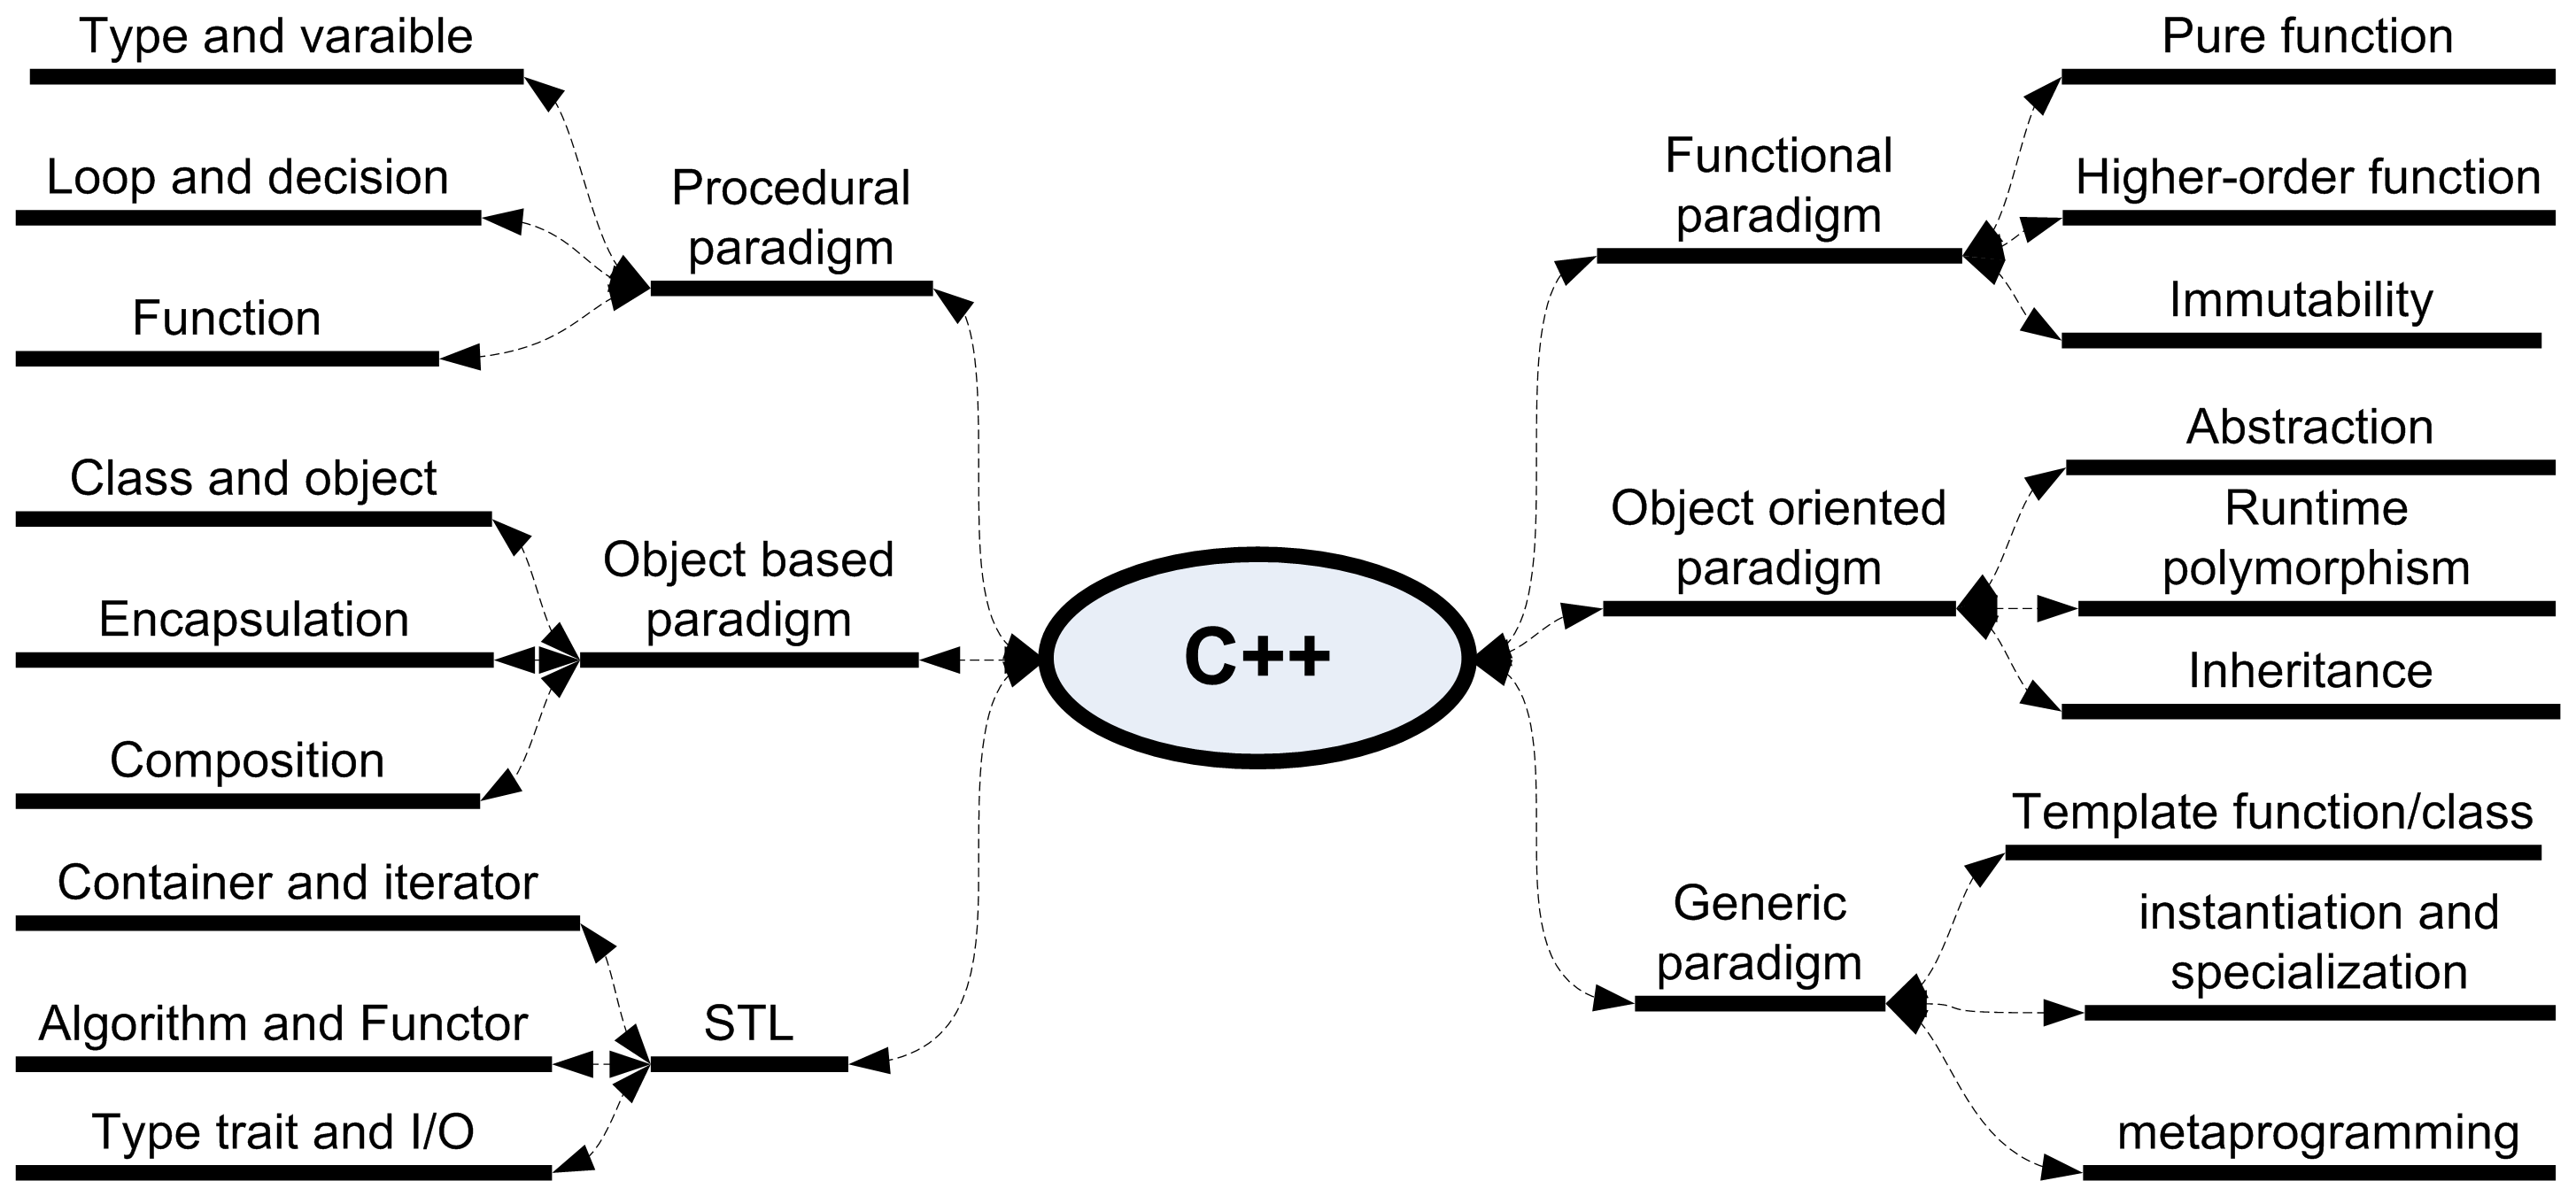 Type and varaible
Loop and decision
Function
Procedural
paradigm
Class and object
Encapsulation
Composition
Object based
paradigm
Container and iterator
Algorithm and Functor
Type trait and I/O
STL
C++
Functional
paradigm
Pure function
Higher-order function
Immutability
Object oriented
paradigm
Abstraction
Runtime
polymorphism
Inheritance
Generic
paradigm
Template function/class
instantiation and
specialization
metaprogramming